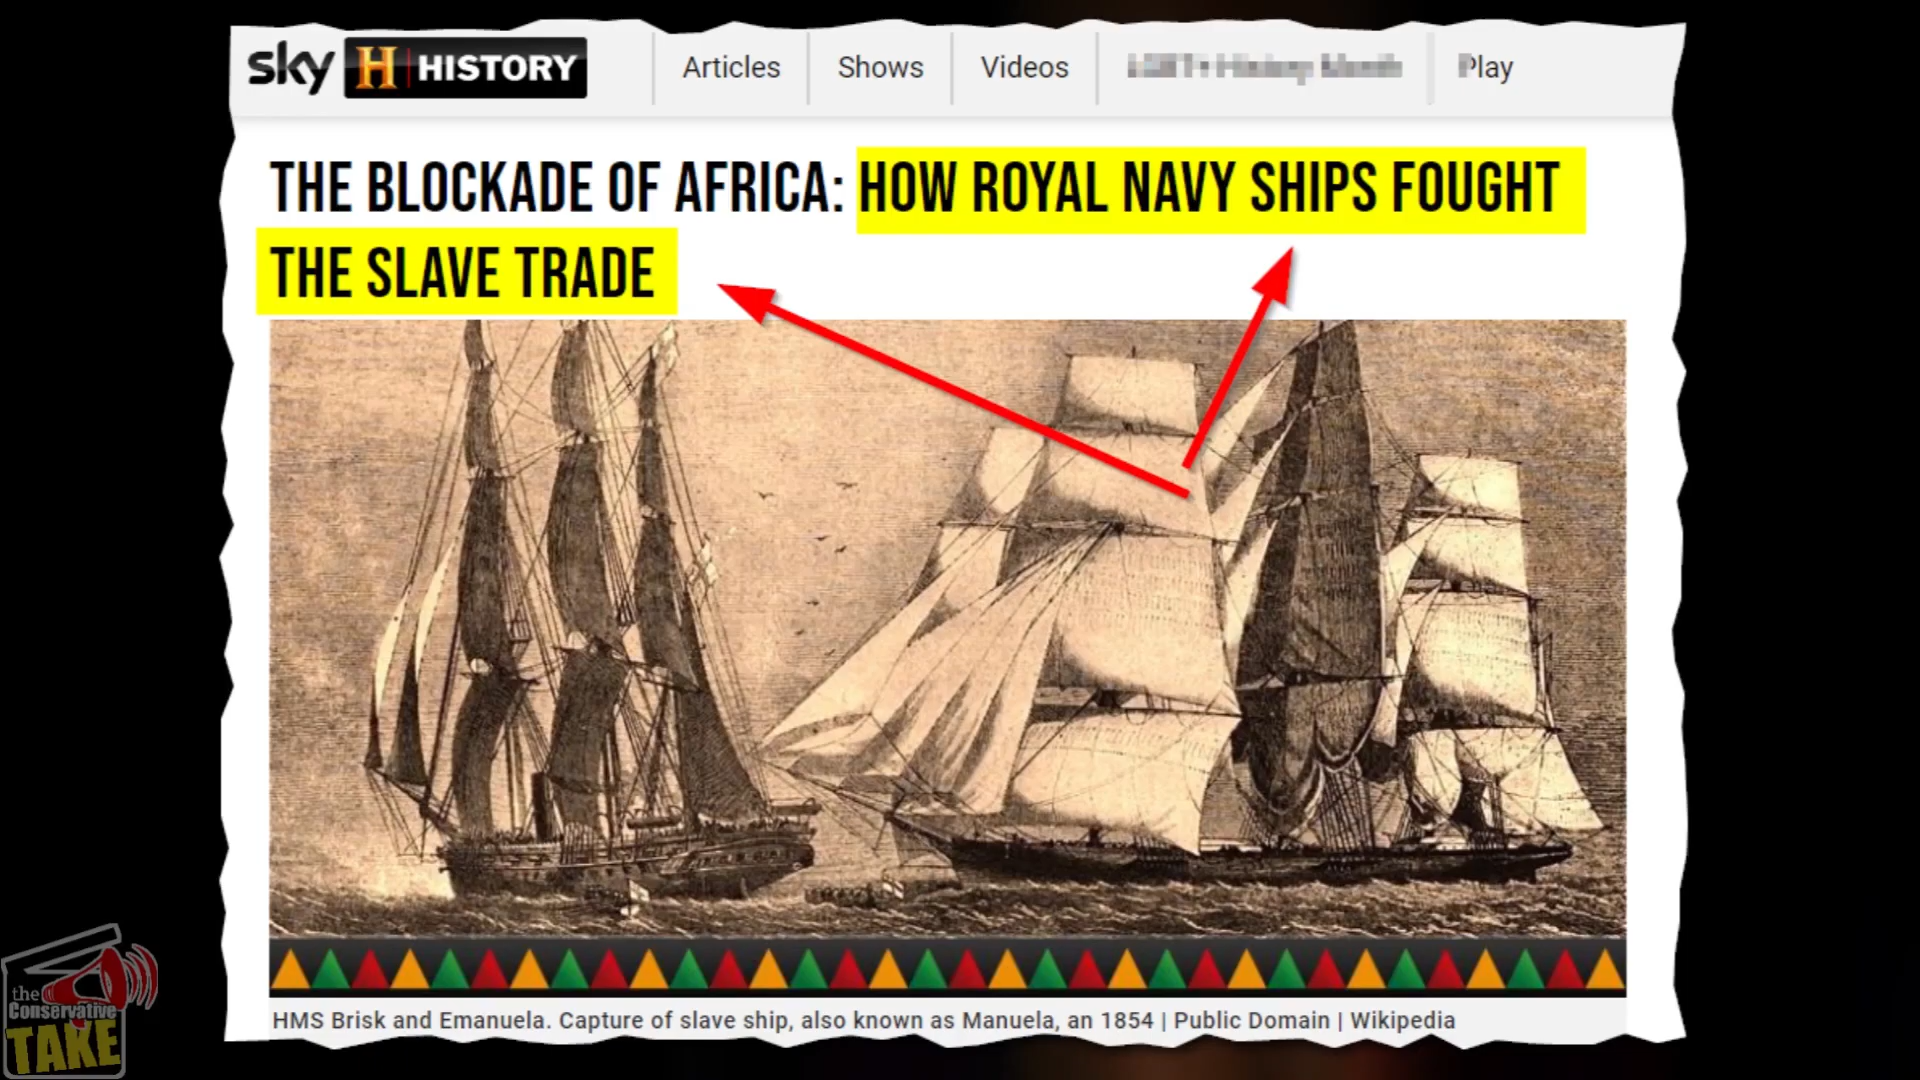 sky H HISTORY
Articles
Shows
Videos
Play
THE BLOCKADE OF AFRICA: HOW ROYAL NAVY SHIPS FOUGHT
THE SLAVE TRADE
HMS Brisk and Emanuela. Capture of slave ship, also known as Manuela, an 1854 | Public Domain | Wikipedia
the
Conservative
TAKE